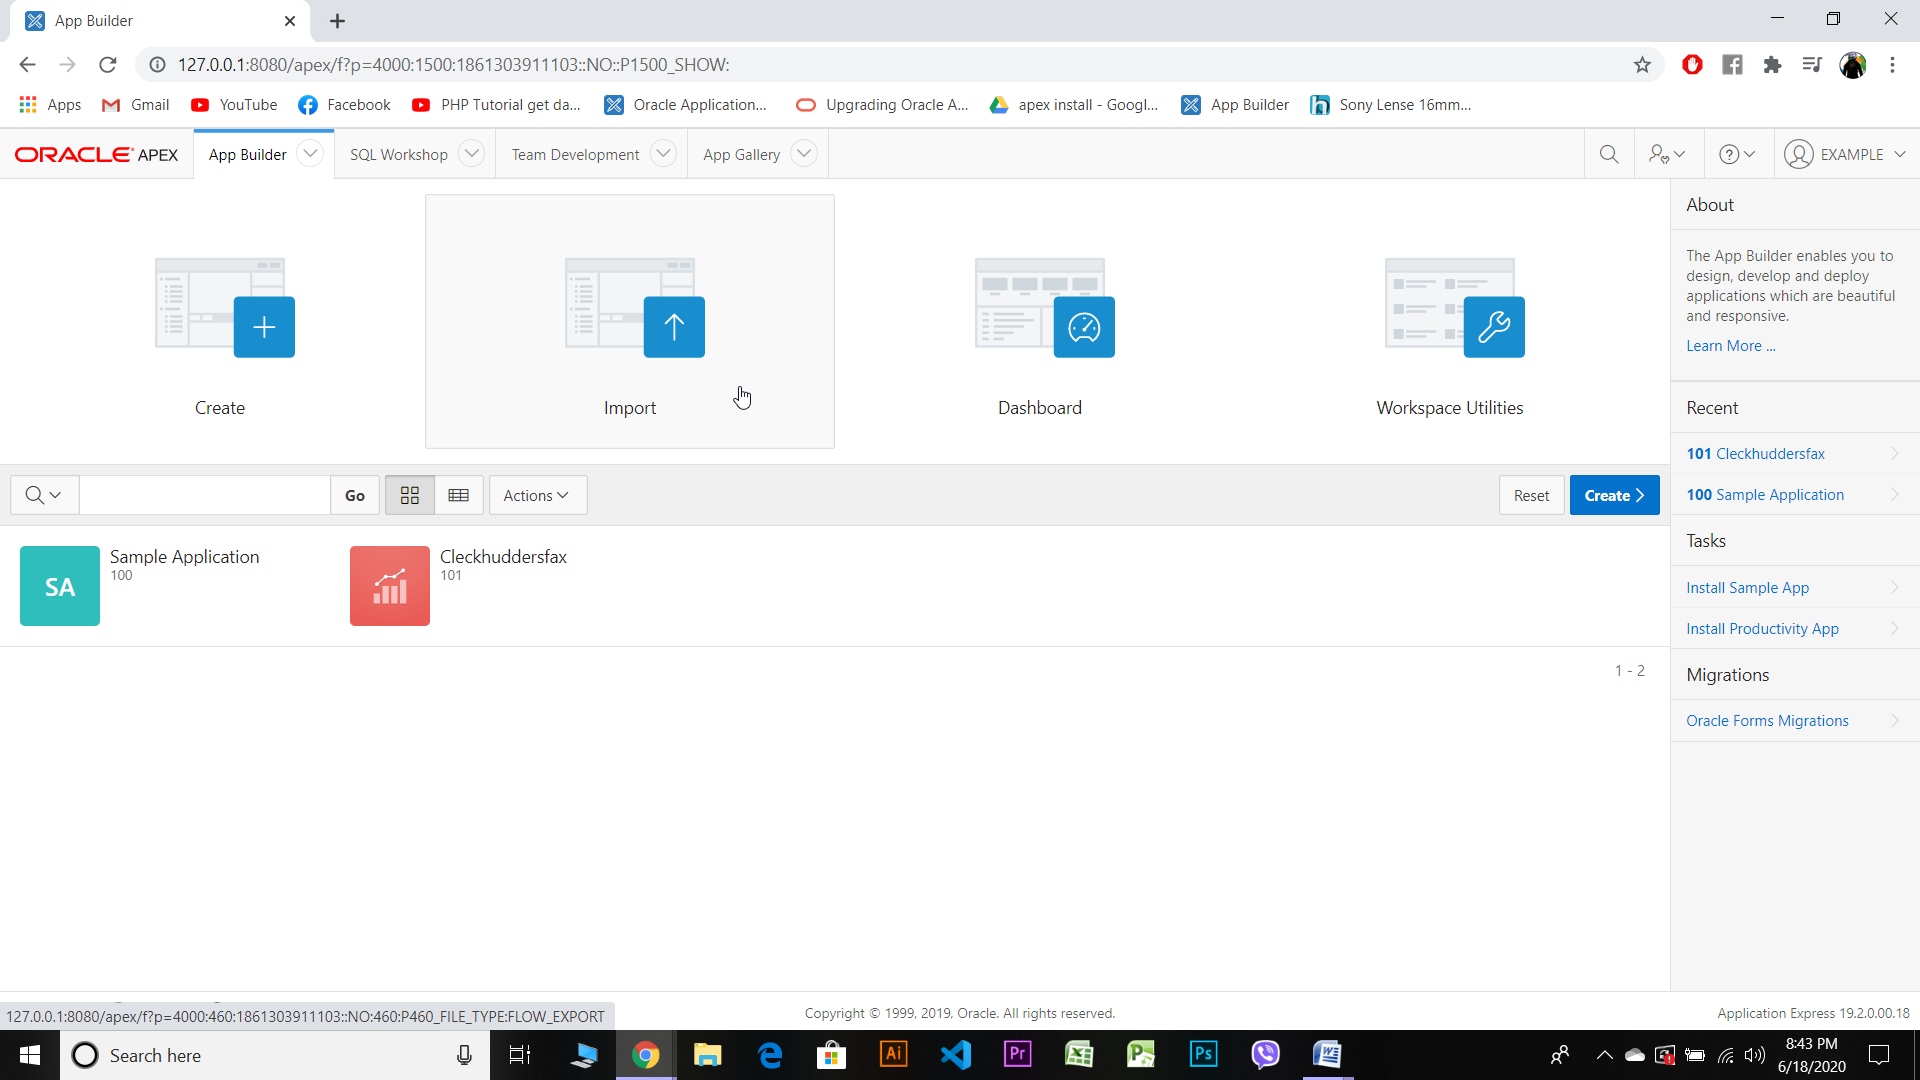 App Builder
127.0.0.1:8080/apex/f?p=4000:1500:1861303911103::NO::P1500_SHOW:
Apps Gmail YouTube Facebook PHP Tutorial get da... Oracle Application... Upgrading Oracle A... apex install - Googl... App Builder Sony Lense 16mm...
ORACLE APEX App Builder SQL Workshop Team Development App Gallery EXAMPLE
Create
Import
Dashboard
Workspace Utilities
Go
Actions
Reset
Create
SA
Sample Application
100
Cleckhuddersfax
101
1 - 2
About
The App Builder enables you to
design, develop and deploy
applications which are beautiful
and responsive.
Learn More ...
Recent
101 Cleckhuddersfax
100 Sample Application
Tasks
Install Sample App
Install Productivity App
Migrations
Oracle Forms Migrations
127.0.0.1:8080/apex/f?p=4000:460:1861303911103::NO:460:P460_FILE_TYPE:FLOW_EXPORT
Copyright © 1999, 2019, Oracle. All rights reserved.
Application Express 19.2.0.00.18
Search here
Ai
Pr
Ps
8:43 PM
6/18/2020